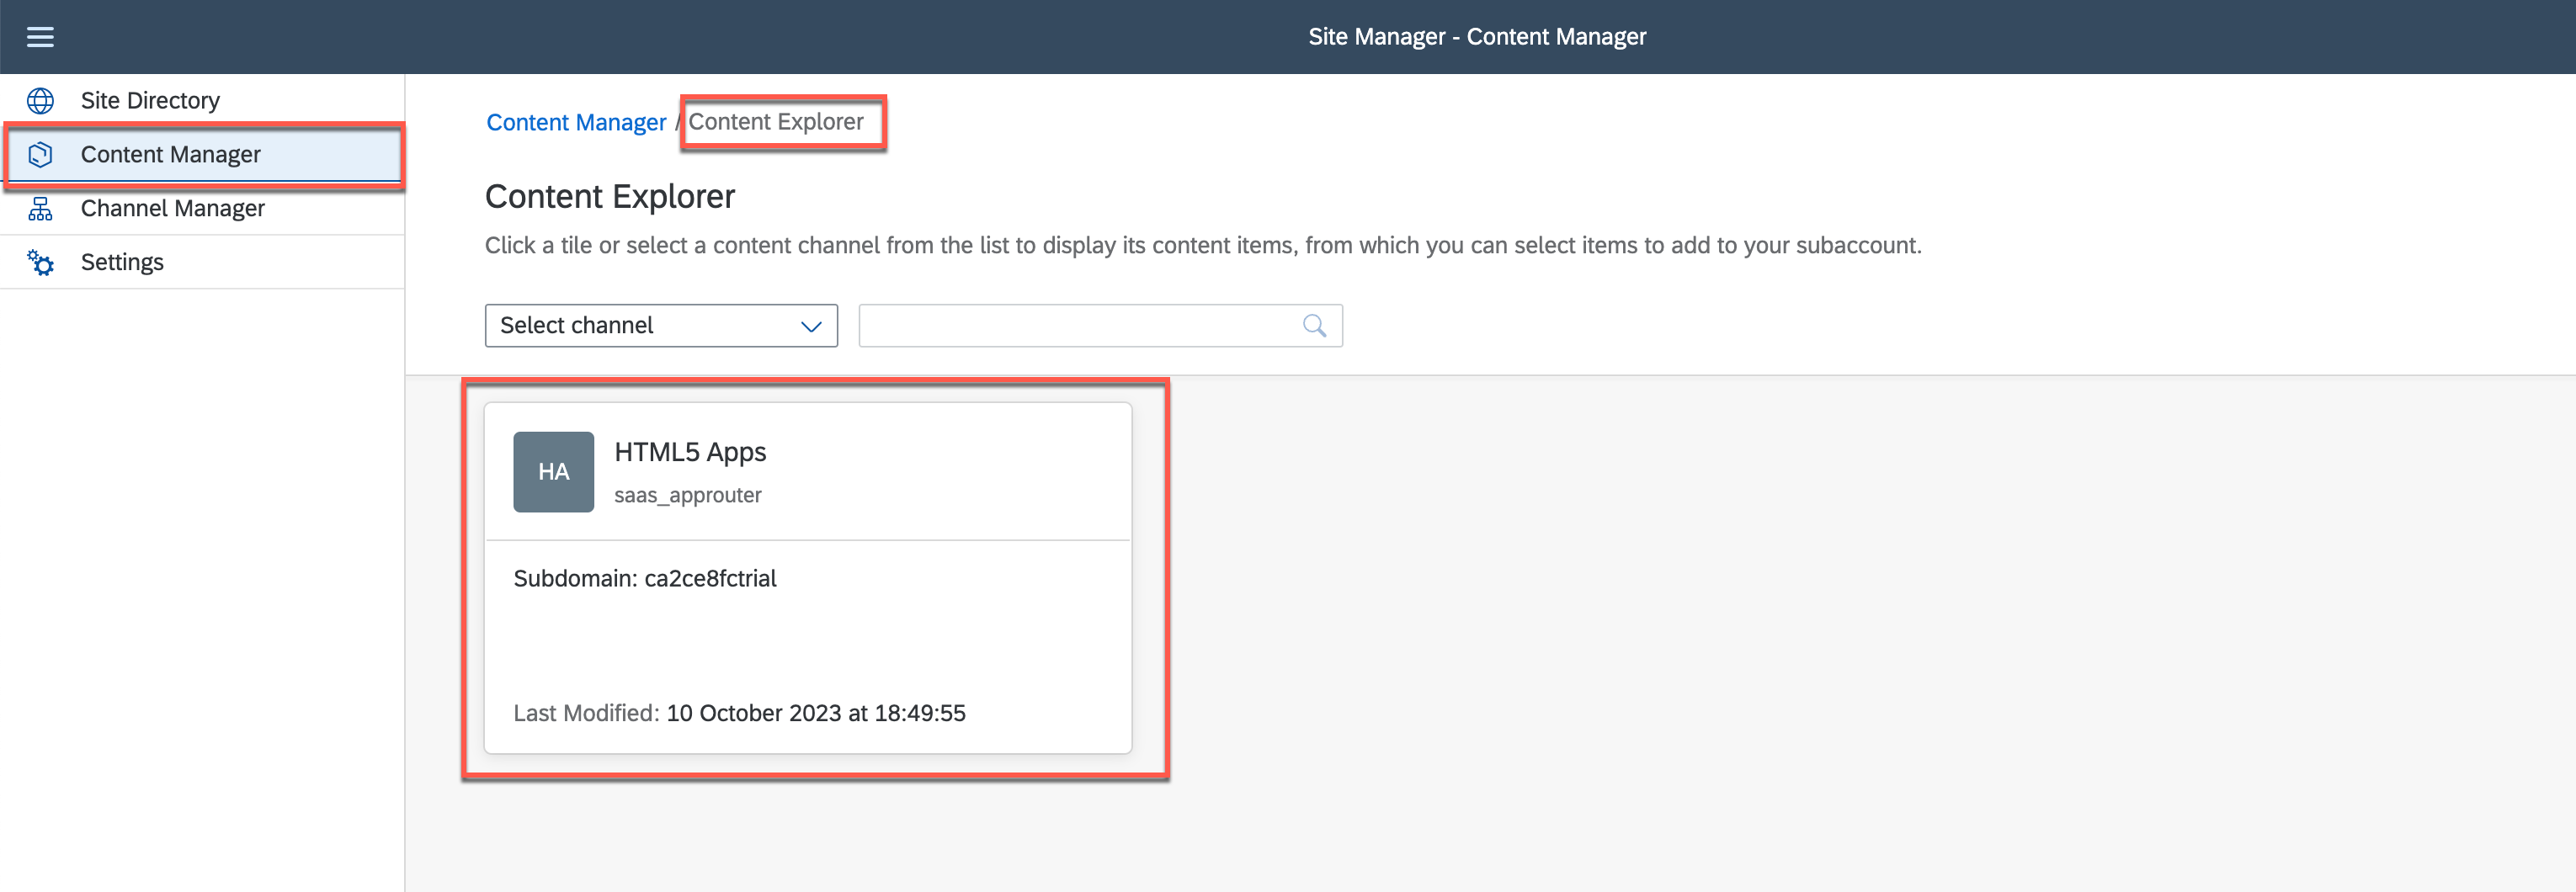 Site Manager - Content Manager
Site Directory
Content Manager
Channel Manager
Settings
Content Manager / Content Explorer
Content Explorer
Click a tile or select a content channel from the list to display its content items, from which you can select items to add to your subaccount.
Select channel
HA
HTML5 Apps
saas_approuter
Subdomain: ca2ce8fctrial
Last Modified: 10 October 2023 at 18:49:55